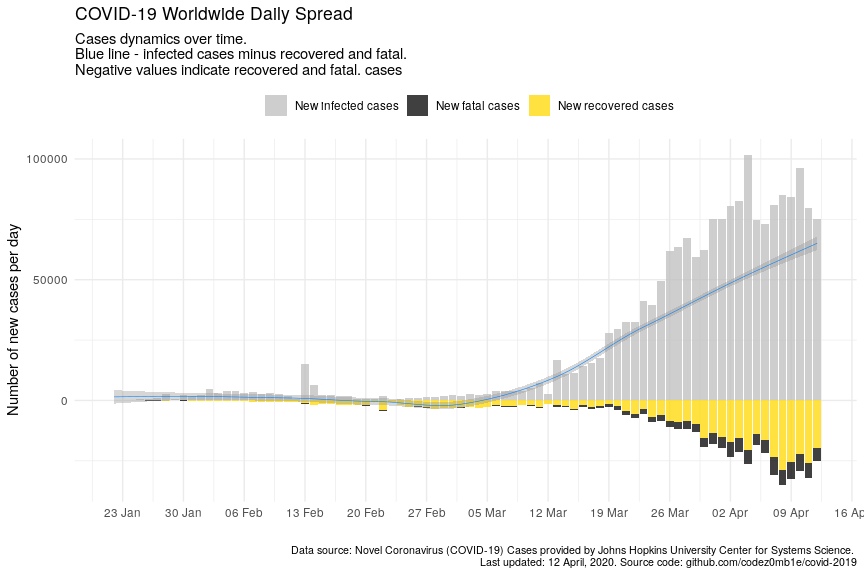 COVID-19 Worldwide Daily Spread
Cases dynamics over time.
Blue line - infected cases minus recovered and fatal.
Negative values indicate recovered and fatal. cases
New infected cases New fatal cases New recovered cases
Number of new cases per day
100000
50000
0
23 Jan 30 Jan 06 Feb 13 Feb 20 Feb 27 Feb 05 Mar 12 Mar 19 Mar 26 Mar 02 Apr 09 Apr 16 Ap
Data source: Novel Coronavirus (COVID-19) Cases provided by Johns Hopkins University Center for Systems Science.
Last updated: 12 April, 2020. Source code: github.com/codez0mb1e/covid-2019